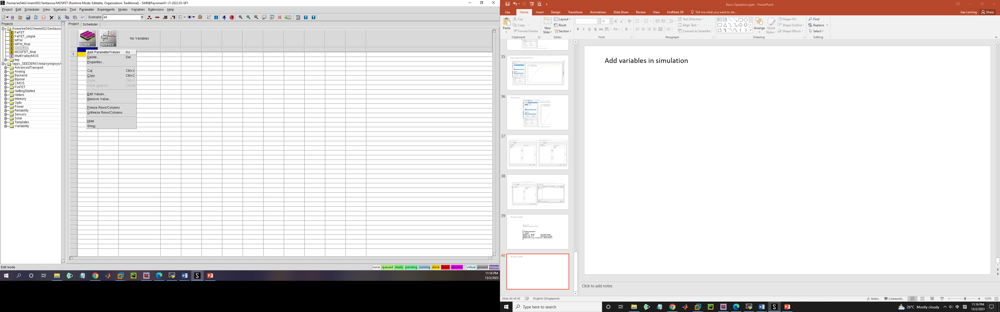 /home/ee5442/imem002/Sentaurus/MOSFET (Runtime Mode: Editable, Organization: Traditional) - SWB@Feynman01 vT-2022.03-SP1
Project Edit Scheduler View Scenario Tool Parameter Experiments Nodes Variables Extensions Help
Scenario: all
Projects
/home/ee5442/imem002/Sentaurus
FeFET
FeFET_simple
MFM
MFM_final
MOSFET_final
MultiValleyMOS
tmp
/apps_SEEDER01/eda/synopsys/s
AdvancedTransport
Analog
Backend
Bipolar
CMOS
FinFET
GettingStarted
Hetero
Memory
Opto
Power
Reliability
Sensors
Solar
Templates
Variability
Project Scheduler
SDE SDEVICE No Variables
1
Add Parameter/Values Ins
Delete... Del
Properties...
Cut Ctrl+X
Copy Ctrl+C
Paste Ctrl+V
Paste Special... Ctrl+M
Edit Values...
Remove Value...
Freeze Rows/Columns
Unfreeze Rows/Columns
Hide
Show
Edit mode
none queued ready pending running done failed aborted virtual pruned folded
11:16 PM
13/2/2023
Basic Opeartion.pptx - PowerPoint
File Home Insert Design Transitions Animations Slide Show Review View EndNote X9 Tell me what you want to do... Jiao Leming Share
Paste
Cut
Copy
Format Painter
Clipboard
New Slide
Layout
Reset
Section
Slides
18
Font
Text Direction
Align Text
Convert to SmartArt
Paragraph
Arrange
Quick Styles
Shape Fill
Shape Outline
Shape Effects
Drawing
Find
Replace
Select
Editing
35
36
37
38
39
Add variables in simulation
40
Add variables in simulation
Add variables in simulation
Click to add notes
Slide 40 of 40 English (Singapore)
Notes Comments 122%
Type here to search
26°C Mostly cloudy
中
11:16 PM
13/2/2023